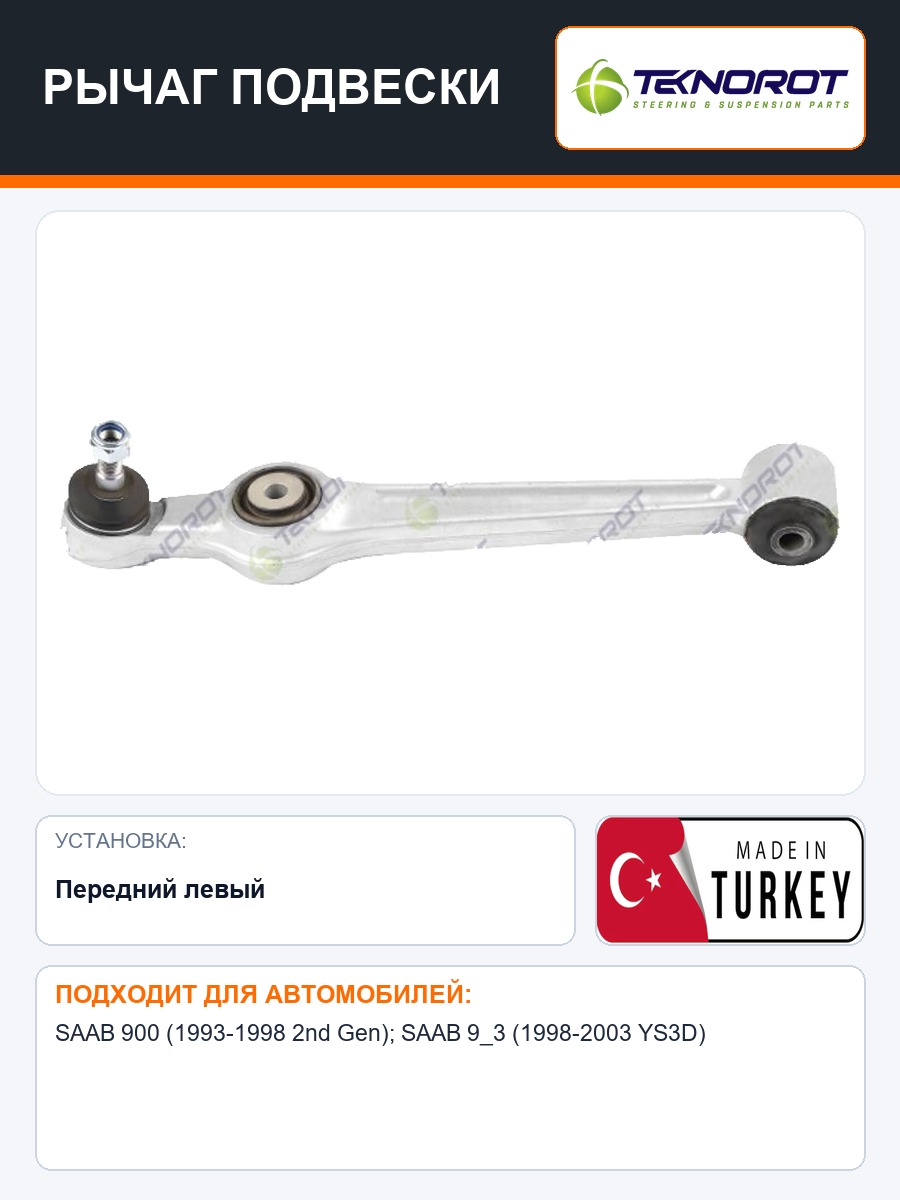 РЫЧАГ ПОДВЕСКИ
TEKNOROT
STEERING & SUSPENSION PARTS
УСТАНОВКА:
Передний левый
MADE IN
TURKEY
ПОДХОДИТ ДЛЯ АВТОМОБИЛЕЙ:
SAAB 900 (1993-1998 2nd Gen); SAAB 9_3 (1998-2003 YS3D)